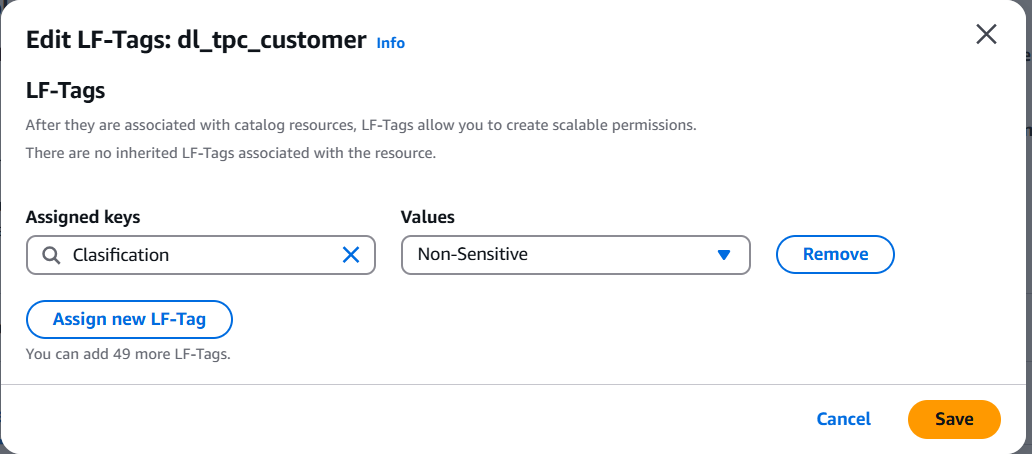 Edit LF-Tags: dl_tpc_customer Info
LF-Tags
After they are associated with catalog resources, LF-Tags allow you to create scalable permissions.
There are no inherited LF-Tags associated with the resource.
Assigned keys Values
Clasification Non-Sensitive Remove
Assign new LF-Tag
You can add 49 more LF-Tags.
Cancel Save